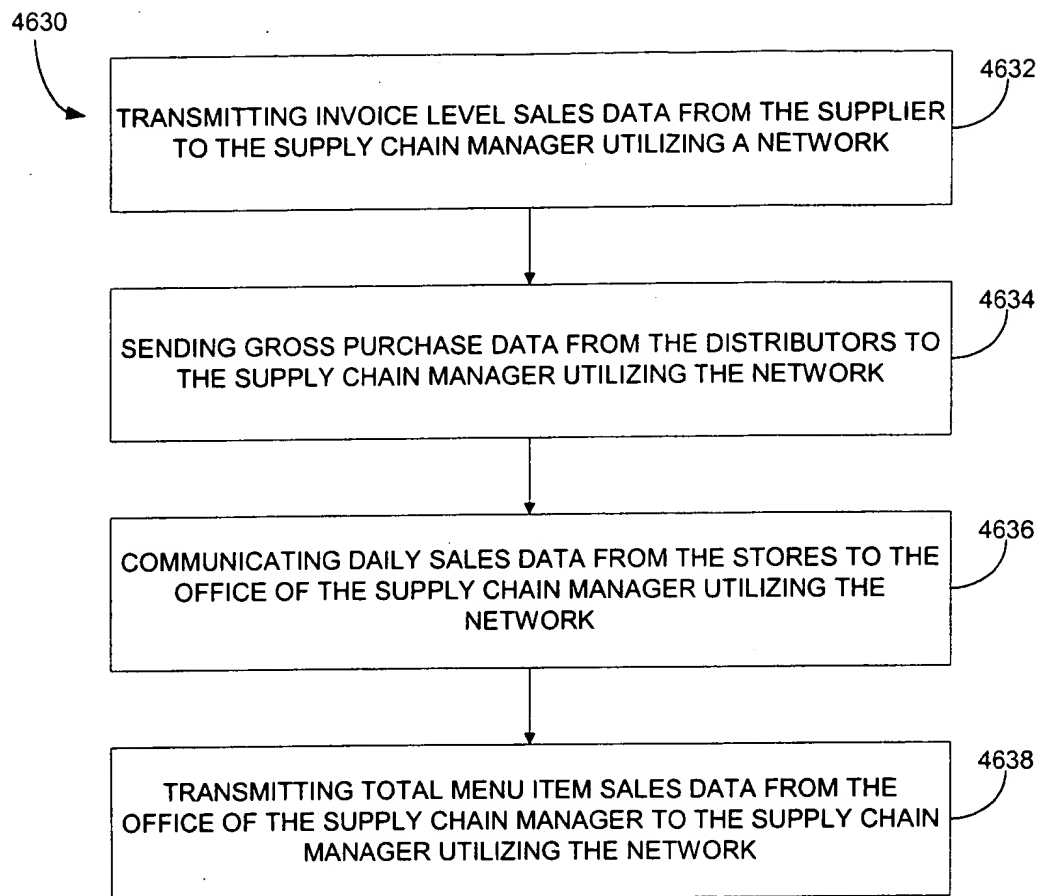 4630
4632
TRANSMITTING INVOICE LEVEL SALES DATA FROM THE SUPPLIER
TO THE SUPPLY CHAIN MANAGER UTILIZING A NETWORK
4634
SENDING GROSS PURCHASE DATA FROM THE DISTRIBUTORS TO
THE SUPPLY CHAIN MANAGER UTILIZING THE NETWORK
4636
COMMUNICATING DAILY SALES DATA FROM THE STORES TO THE
OFFICE OF THE SUPPLY CHAIN MANAGER UTILIZING THE
NETWORK
4638
TRANSMITTING TOTAL MENU ITEM SALES DATA FROM THE
OFFICE OF THE SUPPLY CHAIN MANAGER TO THE SUPPLY CHAIN
MANAGER UTILIZING THE NETWORK